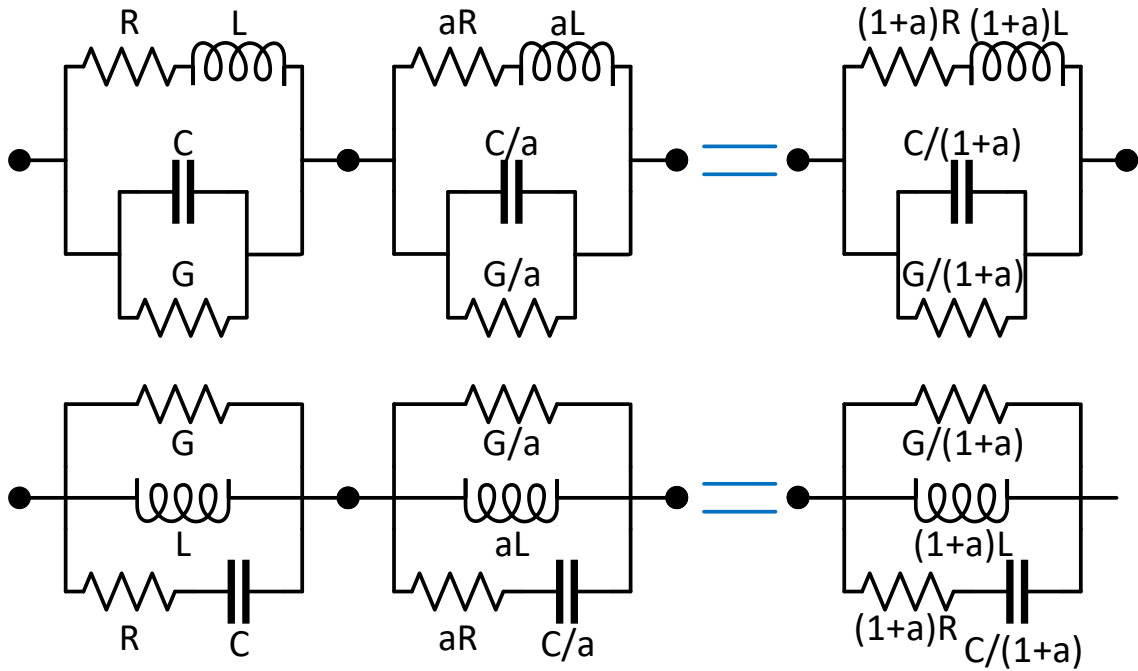 R L aR aL (1+a)R (1+a)L
C C/a C/(1+a)
G G/a G/(1+a)
G G/a G/(1+a)
L aL (1+a)L
R C aR C/a (1+a)R C/(1+a)